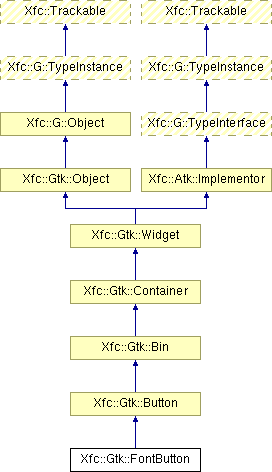 Xfc::Trackable Xfc::Trackable
Xfc::G::TypeInstance Xfc::G::TypeInstance
Xfc::G::Object Xfc::G::TypeInterface
Xfc::Gtk::Object Xfc::Atk::Implementor
Xfc::Gtk::Widget
Xfc::Gtk::Container
Xfc::Gtk::Bin
Xfc::Gtk::Button
Xfc::Gtk::FontButton